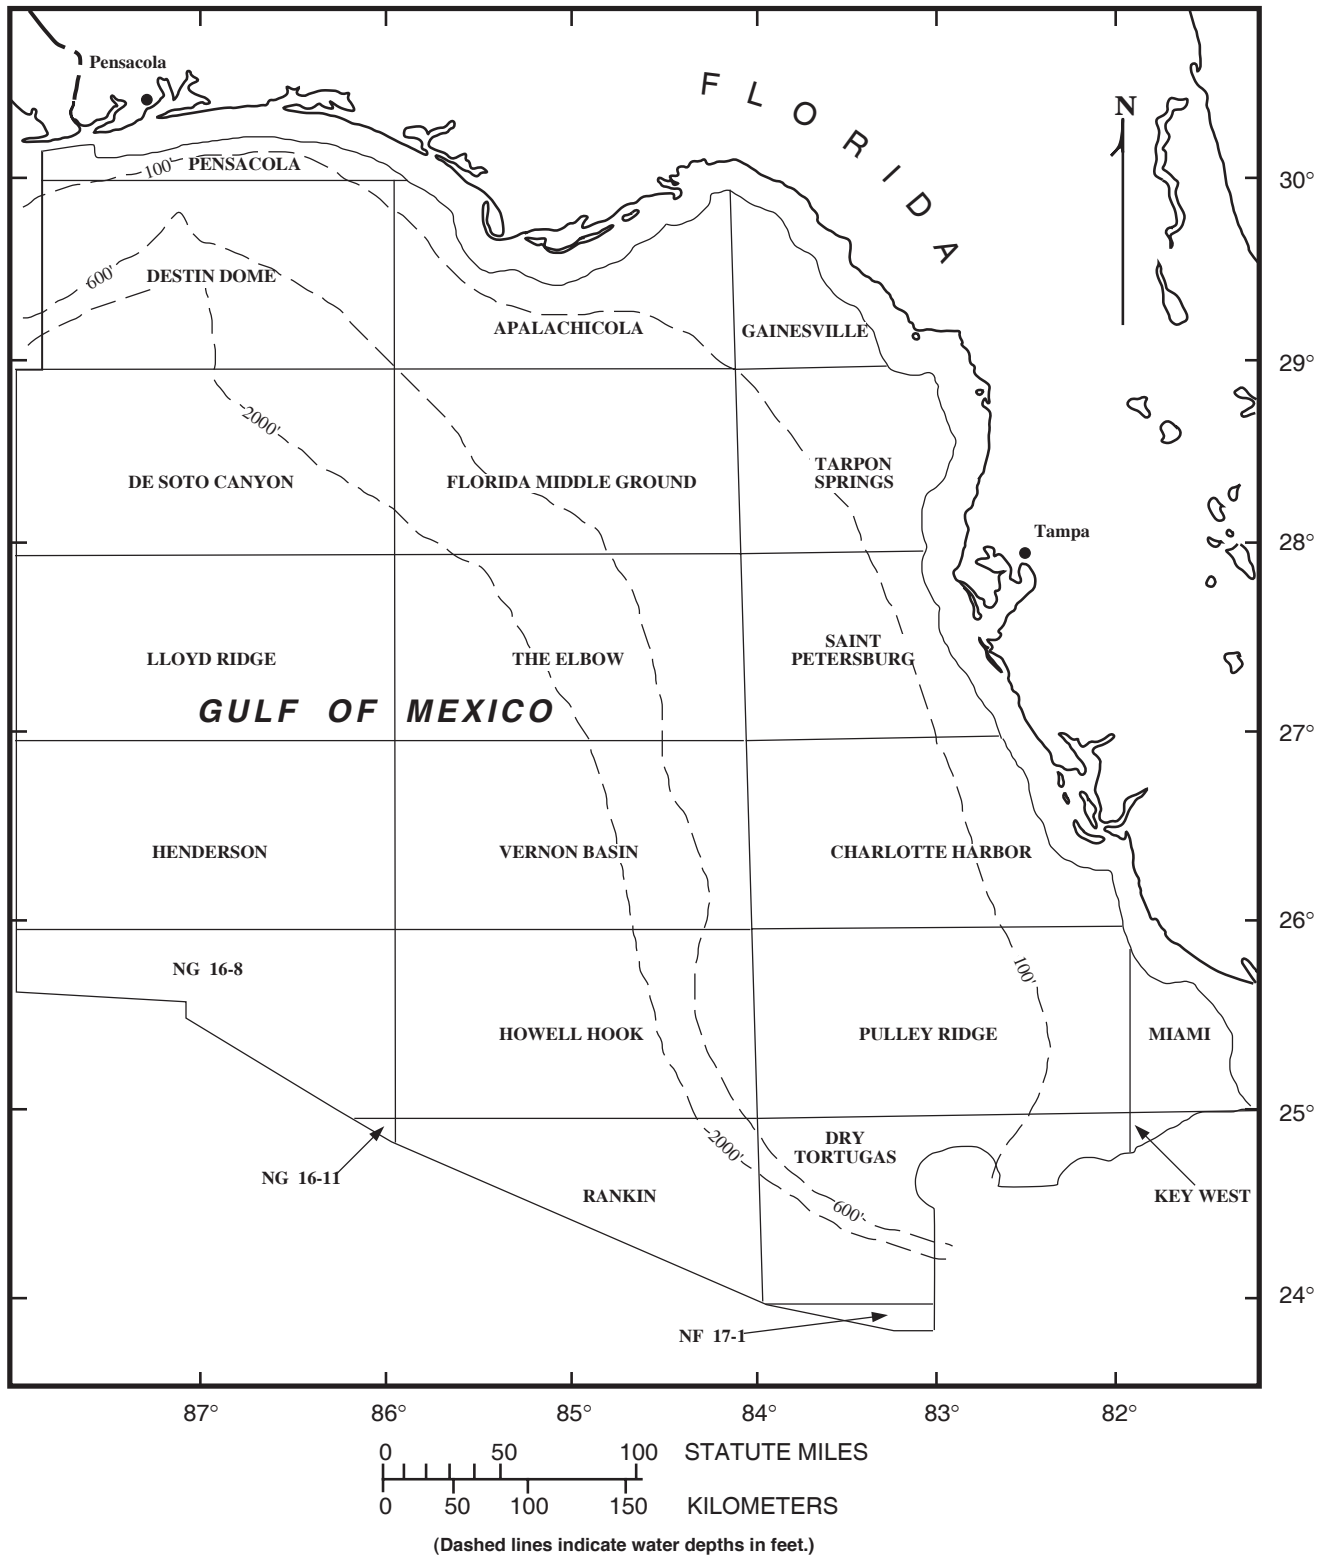 Pensacola
FLORIDA
N
100'
PENSACOLA
30°
600'
DESTIN DOME
APALACHICOLA
GAINESVILLE
29°
2000'
DE SOTO CANYON
FLORIDA MIDDLE GROUND
TARPON
SPRINGS
Tampa
28°
LLOYD RIDGE
THE ELBOW
SAINT
PETERSBURG
GULF OF MEXICO
27°
HENDERSON
VERNON BASIN
CHARLOTTE HARBOR
26°
NG 16-8
100'
HOWELL HOOK
PULLEY RIDGE
MIAMI
25°
2000'
DRY
TORTUGAS
NG 16-11
RANKIN
600'
KEY WEST
24°
NF 17-1
87° 86° 85° 84° 83° 82°
0 50 100 STATUTE MILES
0 50 100 150 KILOMETERS
(Dashed lines indicate water depths in feet.)